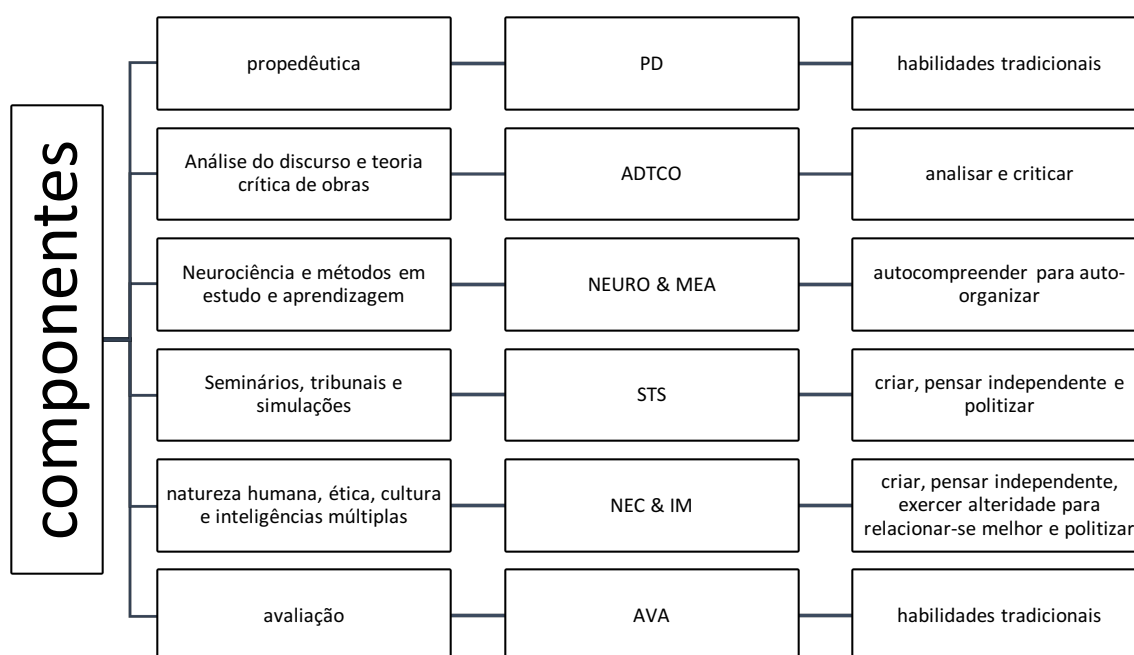 componentes
propedêutica
PD
habilidades tradicionais
Análise do discurso e teoria
crítica de obras
ADTCO
analisar e criticar
Neurociência e métodos em
estudo e aprendizagem
NEURO & MEA
autocompreender para auto-
organizar
Seminários, tribunais e
simulações
STS
criar, pensar independente e
politizar
natureza humana, ética, cultura
e inteligências múltiplas
NEC & IM
criar, pensar independente,
exercer alteridade para
relacionar-se melhor e politizar
avaliação
AVA
habilidades tradicionais